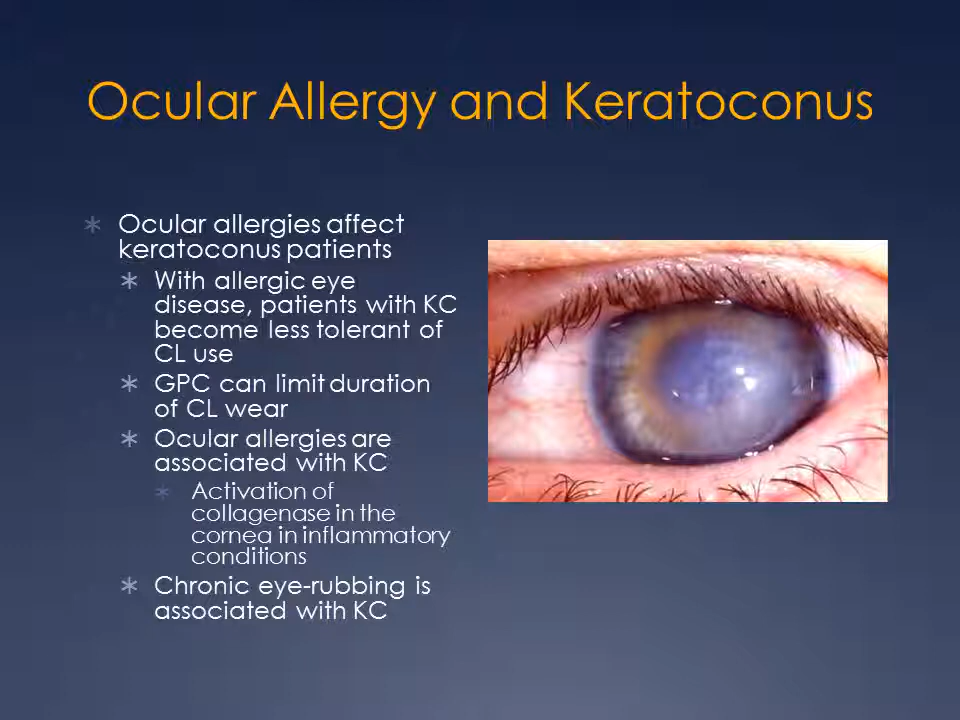 Ocular Allergy and Keratoconus
Ocular allergies affect
keratoconus patients
With allergic eye
disease, patients with KC
become less tolerant of
CL use
GPC can limit duration
of CL wear
Ocular allergies are
associated with KC
Activation of
collagenase in the
cornea in inflammatory
conditions
Chronic eye-rubbing is
associated with KC